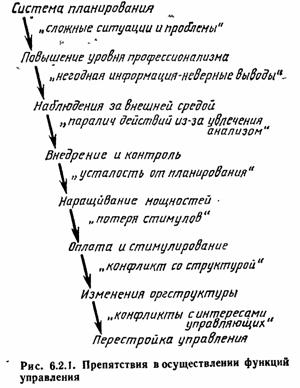 Система планирования
„сложные ситуации и проблемы“
Повышение уровня профессионализма
„негодная информация-неверные выводы“
Наблюдения за внешней средой
„паралич действий из-за увлечения
анализом“
Внедрение и контроль
„усталость от планирования“
Наращивание мощностей
„потеря стимулов“
Оплата и стимулирование
„конфликт со структурой“
Изменения оргструктуры
„конфликты с интересами
управляющих“
Перестройка управления
Рис. 6.2.1. Препятствия в осуществлении функций
управления